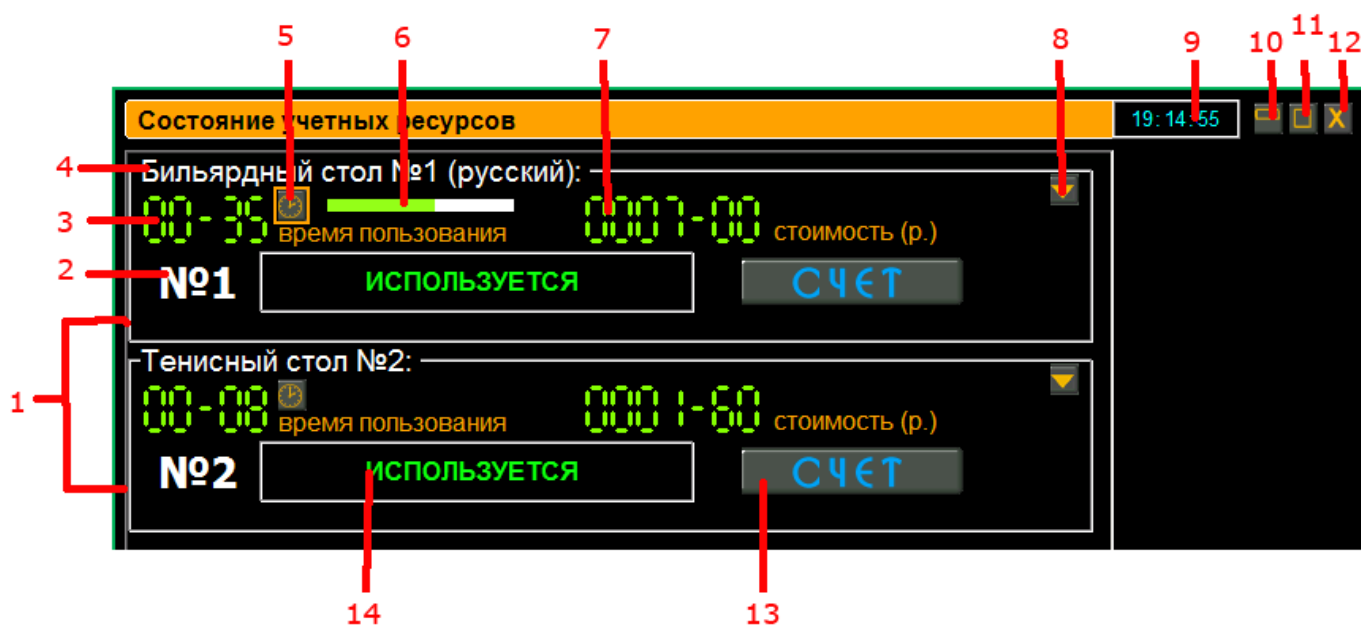 5 6 7 8 9 10 11 12
Состояние учетных ресурсов 19:14:55 X
4 Бильярдный стол №1 (русский):
3 00-35 время пользования 0007-00 стоимость (р.)
2 №1 ИСПОЛЬЗУЕТСЯ СЧЕТ
Тенисный стол №2:
1 00-08 время пользования 0001-60 стоимость (р.)
№2 ИСПОЛЬЗУЕТСЯ СЧЕТ
14 13